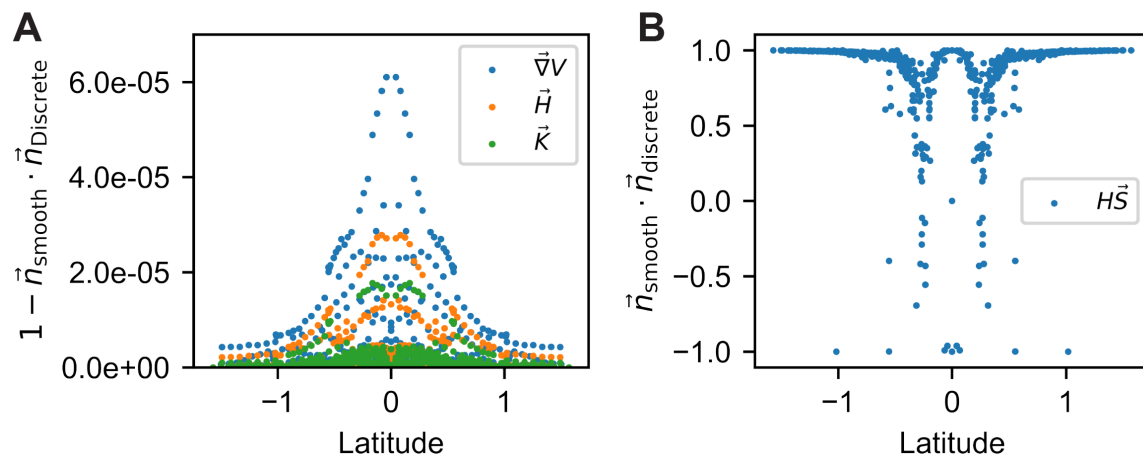 A
1 − n⃗smooth · n⃗Discrete
6.0e-05
4.0e-05
2.0e-05
0.0e+00
∇⃗V
H⃗
K⃗
−1 0 1
Latitude
B
n⃗smooth · n⃗discrete
1.0
0.5
0.0
−0.5
−1.0
HS⃗
−1 0 1
Latitude